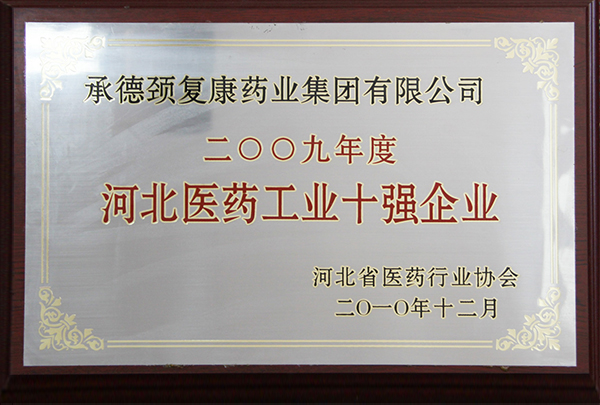 承德颈复康药业集团有限公司
二〇〇九年度
河北医药工业十强企业
河北省医药行业协会
二〇一〇年十二月